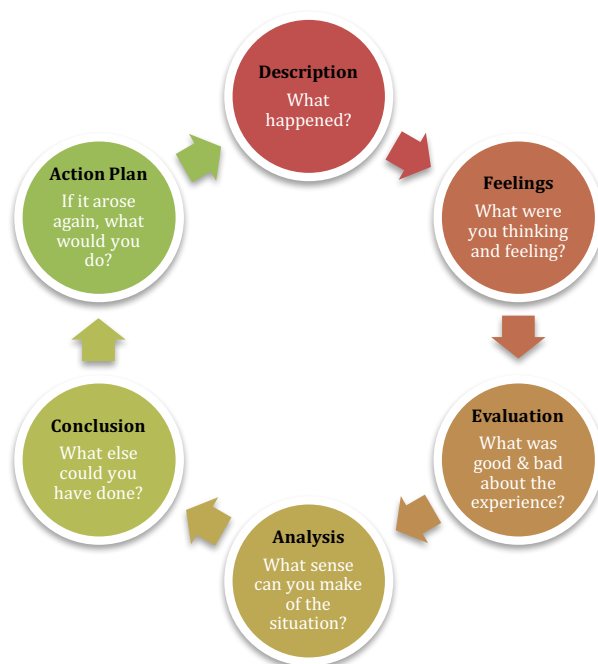 Description
What
happened?
Feelings
What were
you thinking
and feeling?
Evaluation
What was
good & bad
about the
experience?
Analysis
What sense
can you make
of the
situation?
Conclusion
What else
could you
have done?
Action Plan
If it arose
again, what
would you
do?